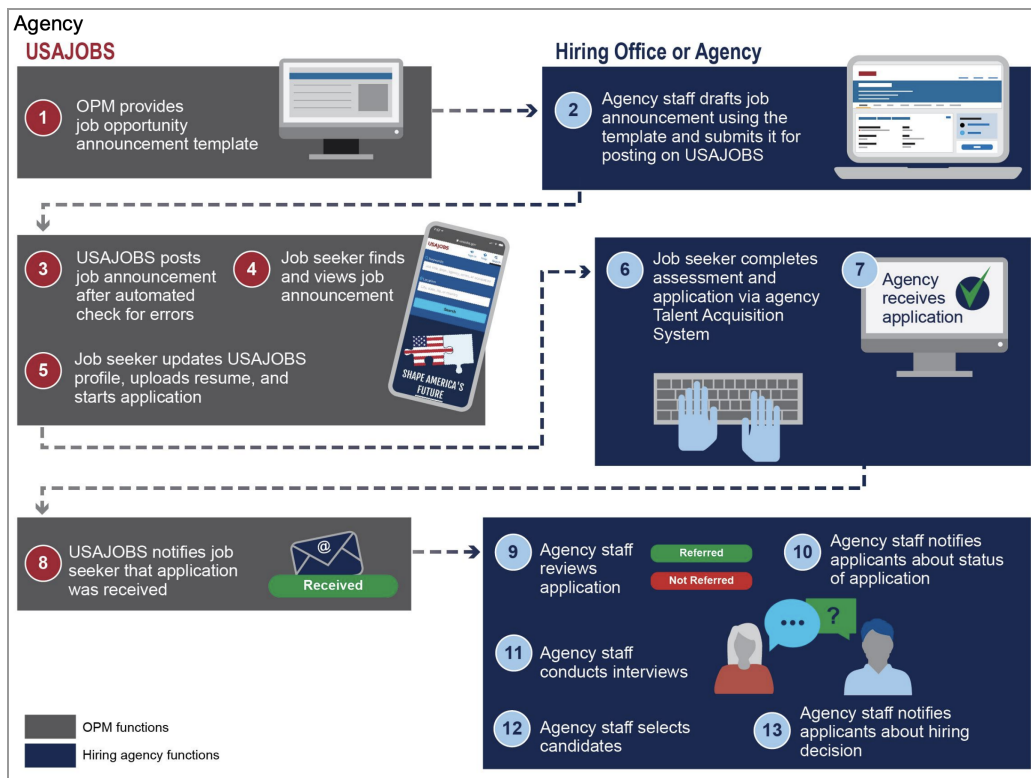 Agency
USAJOBS
Hiring Office or Agency
1
OPM provides
job opportunity
announcement template
2
Agency staff drafts job
announcement using the
template and submits it for
posting on USAJOBS
3
USAJOBS posts
job announcement
after automated
check for errors
4
Job seeker finds
and views job
announcement
5
Job seeker updates USAJOBS
profile, uploads resume, and
starts application
USAJOBS
Search
SHAPE AMERICA'S
FUTURE
6
Job seeker completes
assessment and
application via agency
Talent Acquisition
System
7
Agency
receives
application
8
USAJOBS notifies job
seeker that application
was received
@
Received
9
Agency staff
reviews
application
Referred
Not Referred
10
Agency staff notifies
applicants about status
of application
?
11
Agency staff
conducts interviews
12
Agency staff selects
candidates
13
Agency staff notifies
applicants about hiring
decision
OPM functions
Hiring agency functions